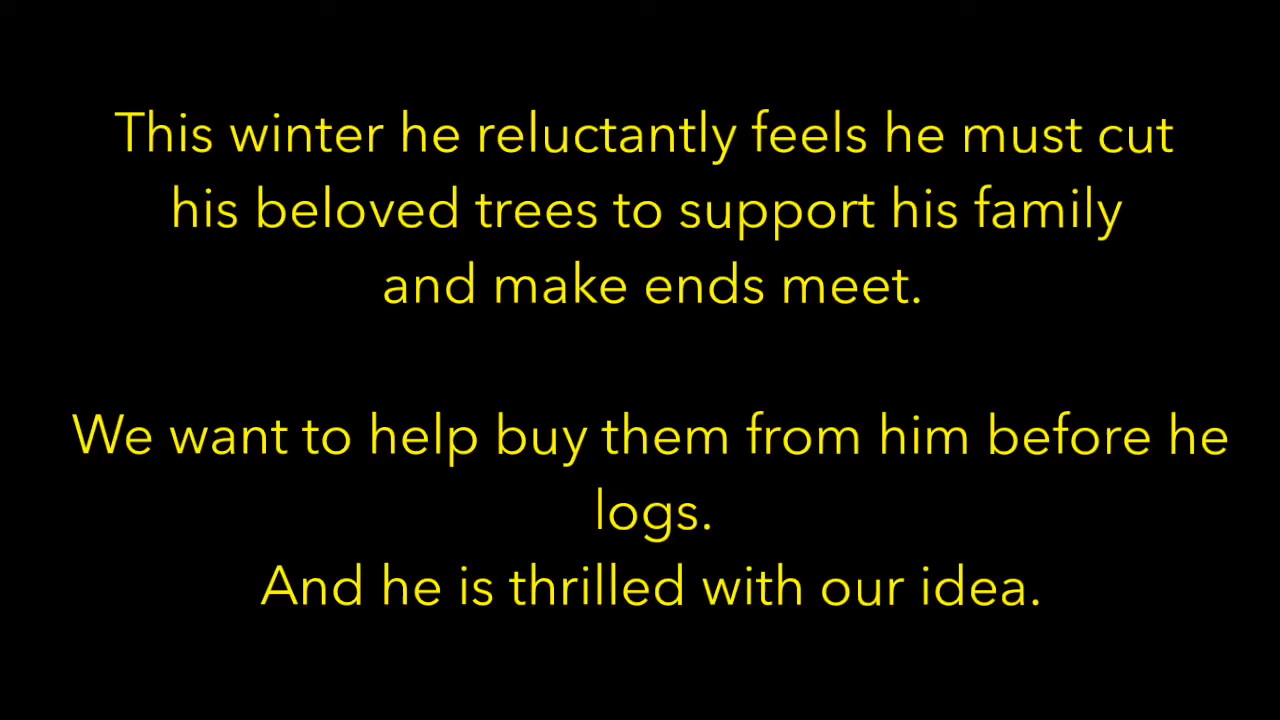 This winter he reluctantly feels he must cut
his beloved trees to support his family
and make ends meet.
We want to help buy them from him before he
logs.
And he is thrilled with our idea.